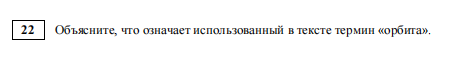 22 Объясните, что означает использованный в тексте термин «орбита».